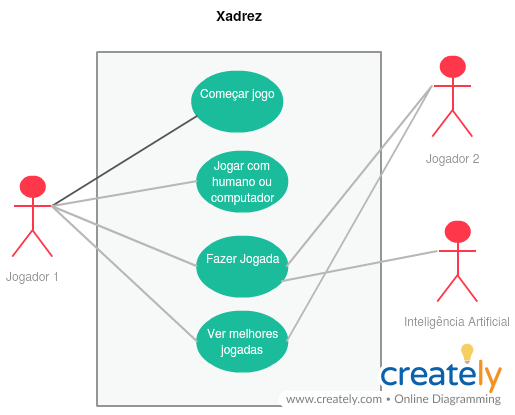 Xadrez
Começar jogo
Jogar com
humano ou
computador
Fazer Jogada
Ver melhores
jogadas
Jogador 1
Jogador 2
Inteligência Artificial
creately
www.creately.com • Online Diagramming